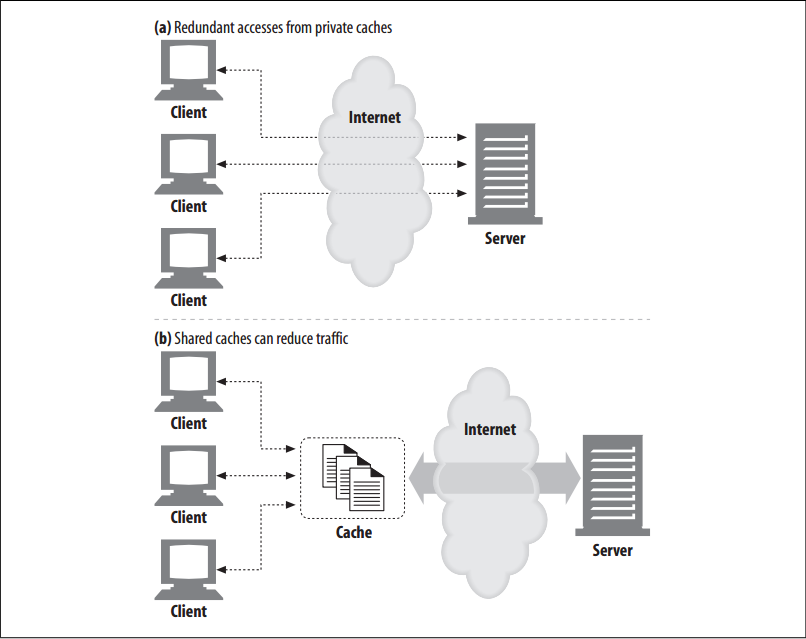 (a) Redundant accesses from private caches
Client
Internet
Client
Server
Client
(b) Shared caches can reduce traffic
Client
Internet
Client
Cache
Server
Client